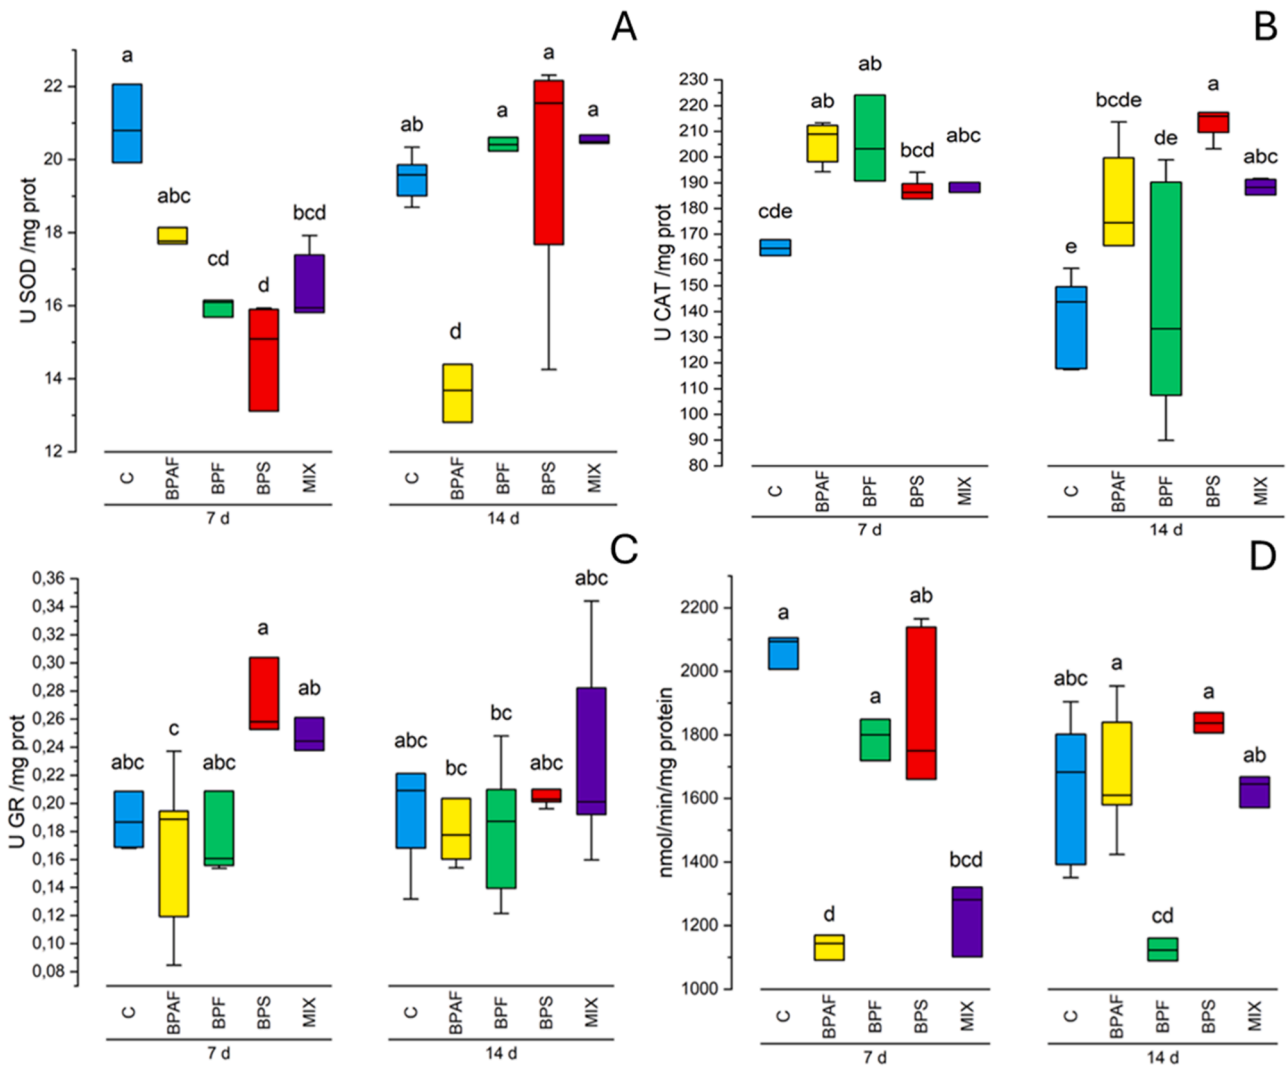 A
U SOD /mg prot
22
20
18
16
14
12
a
abc
cd
d
bcd
ab
d
a
a
a
C
BPAF
BPF
BPS
MIX
C
BPAF
BPF
BPS
MIX
7 d
14 d
B
U CAT /mg prot
230
220
210
200
190
180
170
160
150
140
130
120
110
100
90
80
cde
ab
ab
bcd
abc
e
bcde
de
a
abc
C
BPAF
BPF
BPS
MIX
C
BPAF
BPF
BPS
MIX
7 d
14 d
C
U GR /mg prot
0,36
0,34
0,32
0,30
0,28
0,26
0,24
0,22
0,20
0,18
0,16
0,14
0,12
0,10
0,08
abc
c
abc
a
ab
abc
bc
bc
abc
abc
C
BPAF
BPF
BPS
MIX
C
BPAF
BPF
BPS
MIX
7 d
14 d
D
nmol/min/mg protein
2200
2000
1800
1600
1400
1200
1000
a
d
a
ab
bcd
abc
a
cd
a
ab
C
BPAF
BPF
BPS
MIX
C
BPAF
BPF
BPS
MIX
7 d
14 d